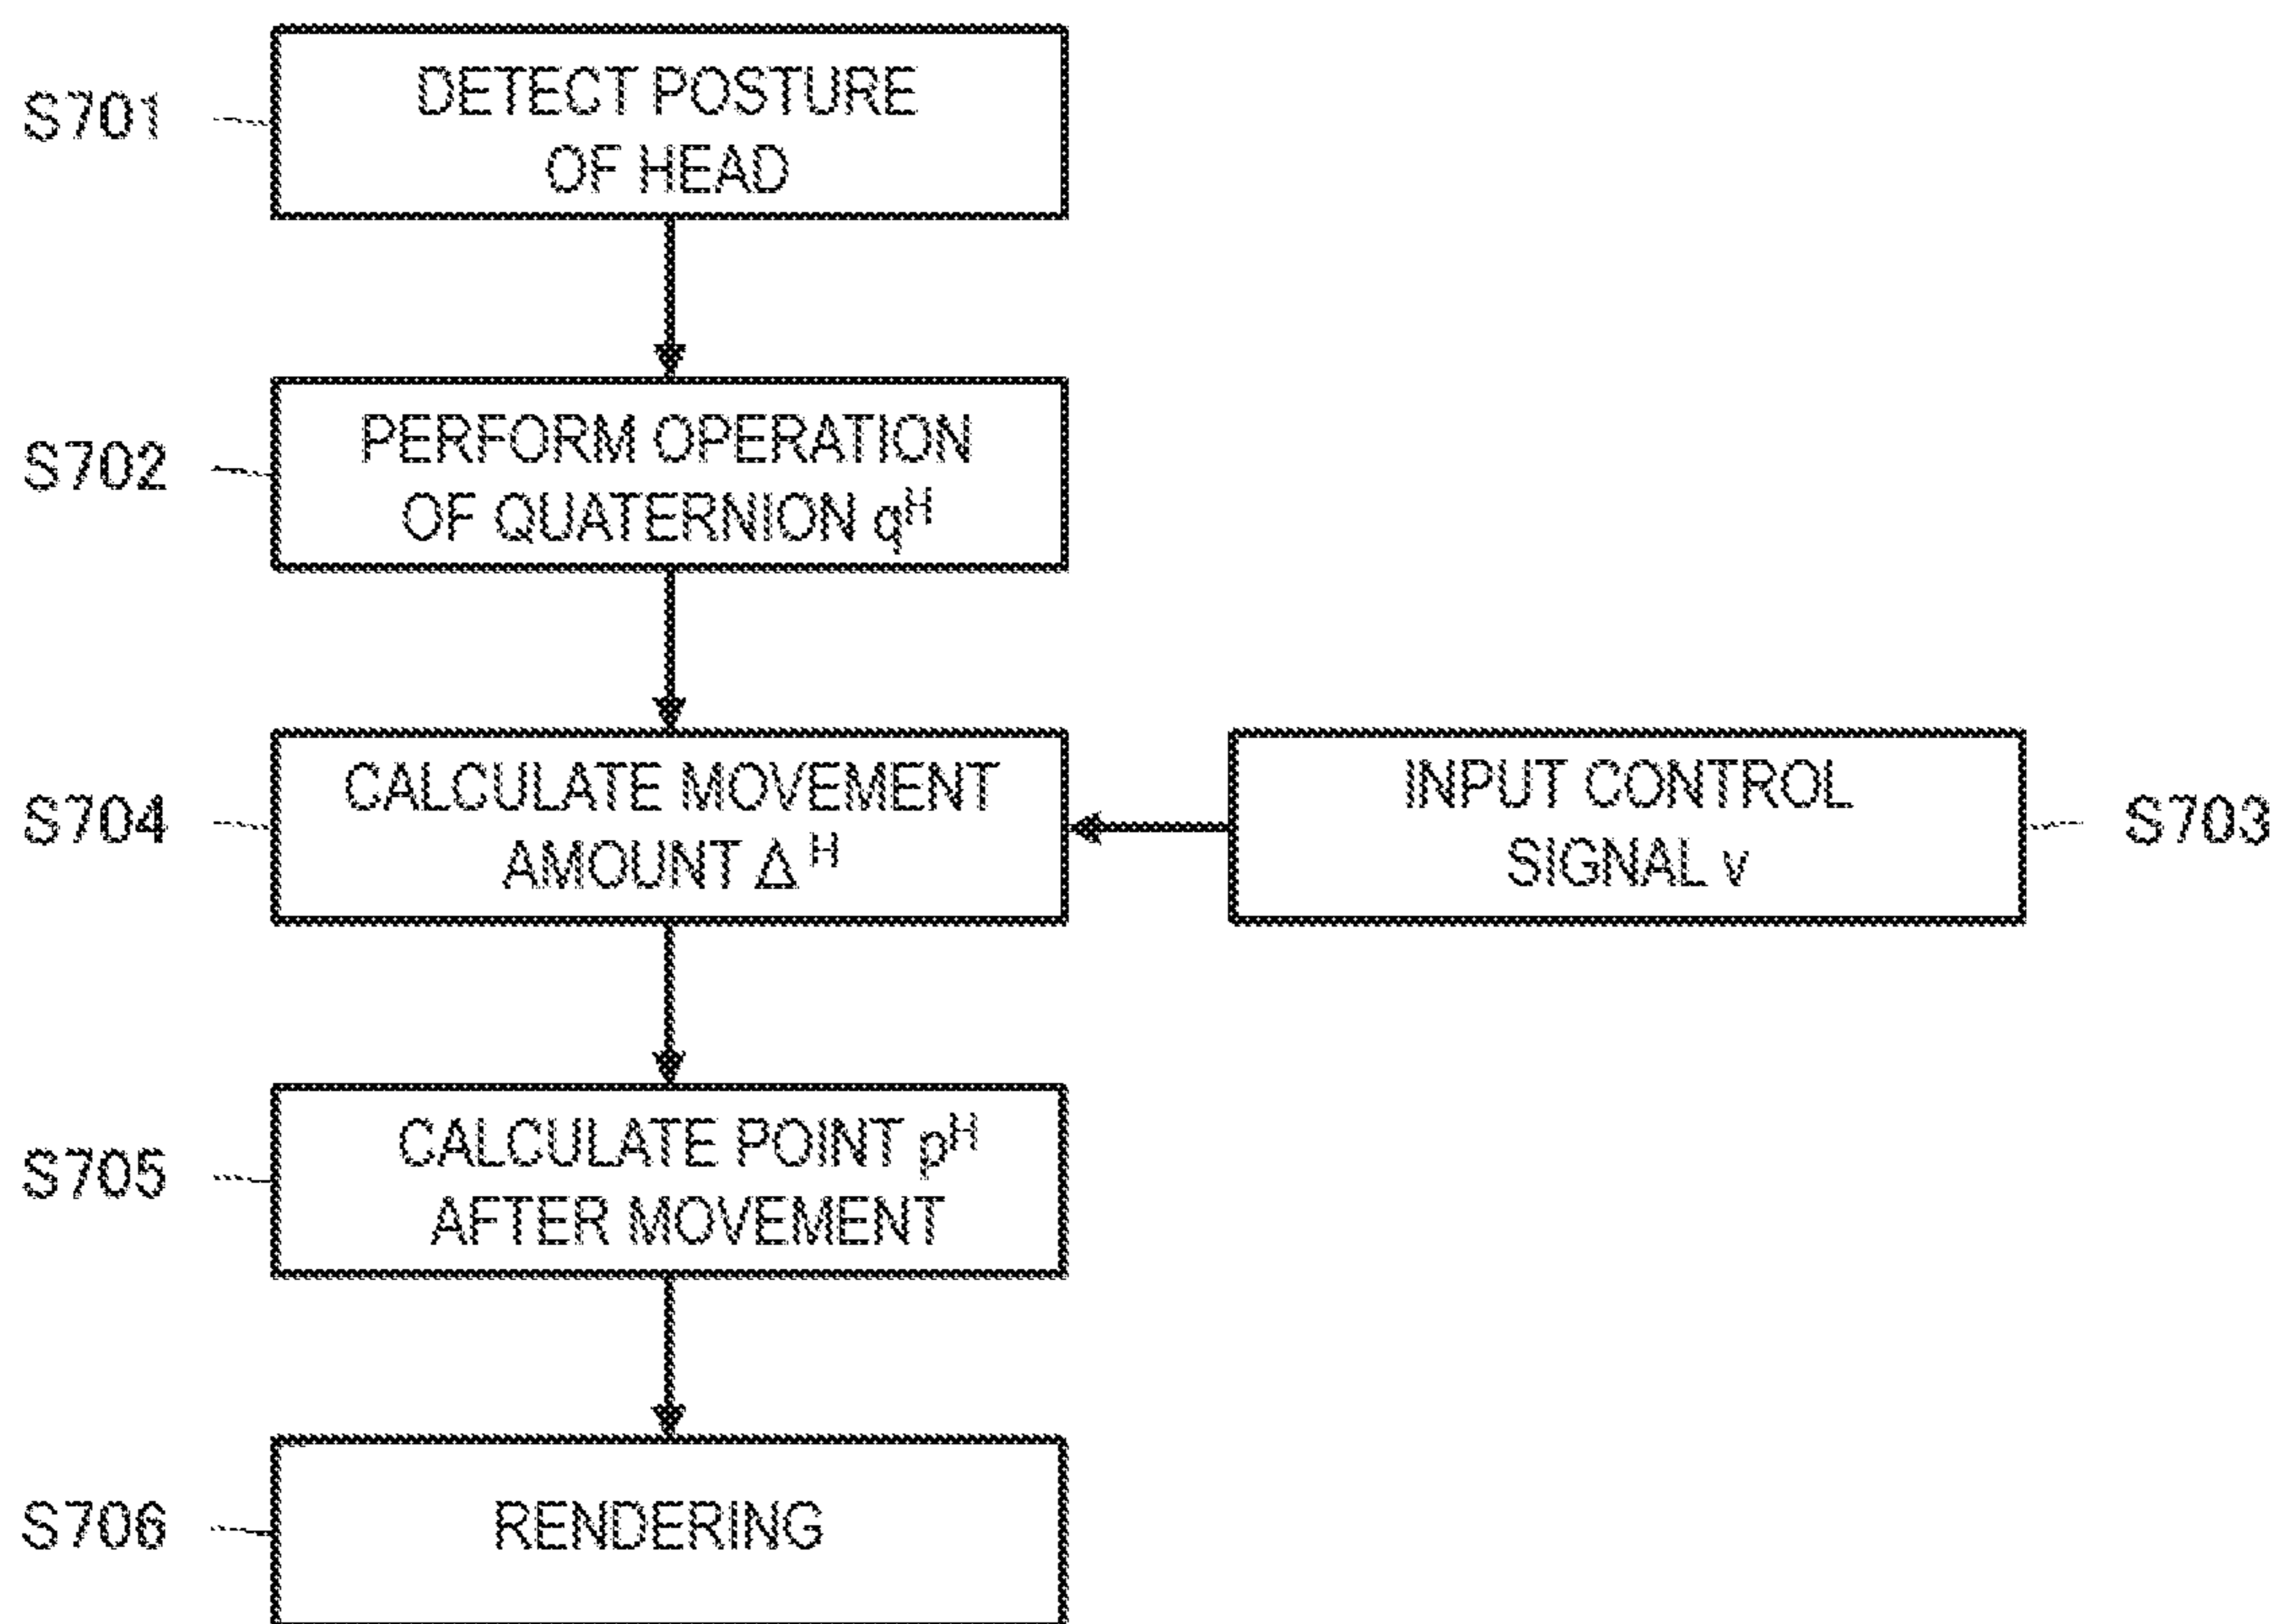 S701
DETECT POSTURE
OF HEAD
S702
PERFORM OPERATION
OF QUATERNION q^H
S704
CALCULATE MOVEMENT
AMOUNT Δ^H
INPUT CONTROL
SIGNAL v
S703
S705
CALCULATE POINT p^H
AFTER MOVEMENT
S706
RENDERING